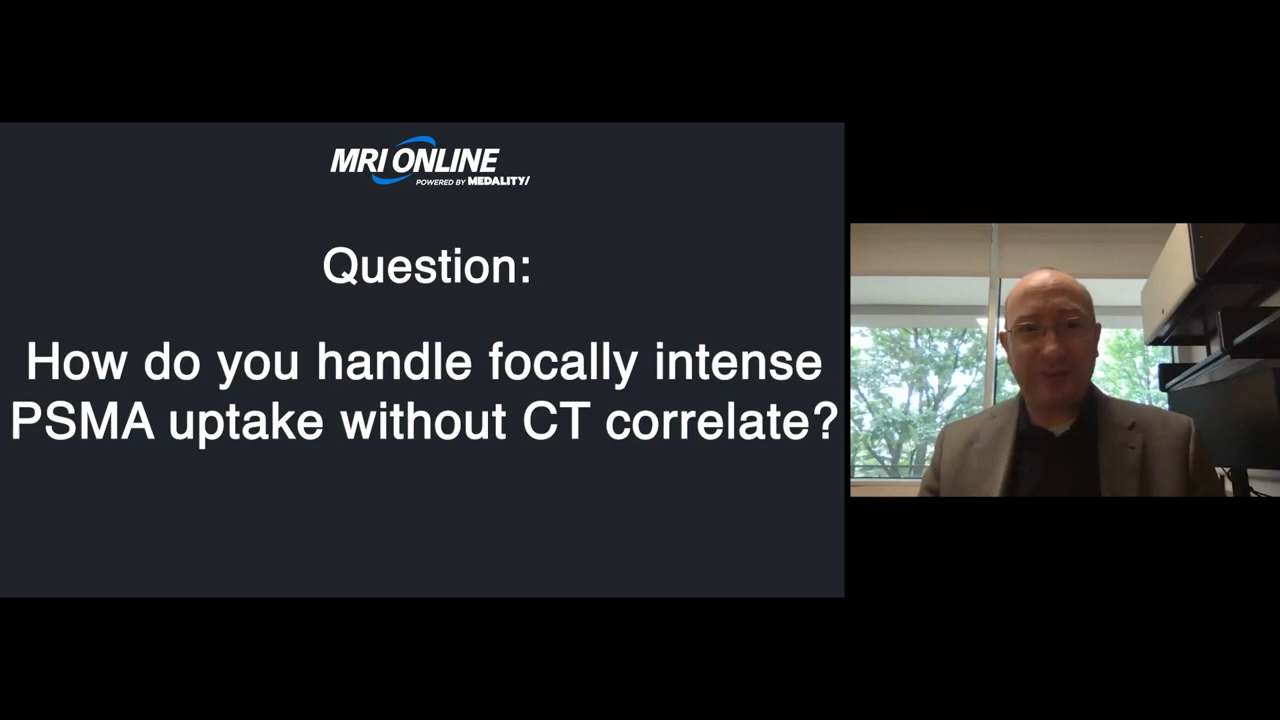 MRI ONLINE
POWERED BY MEDALITY/
Question:
How do you handle focally intense
PSMA uptake without CT correlate?